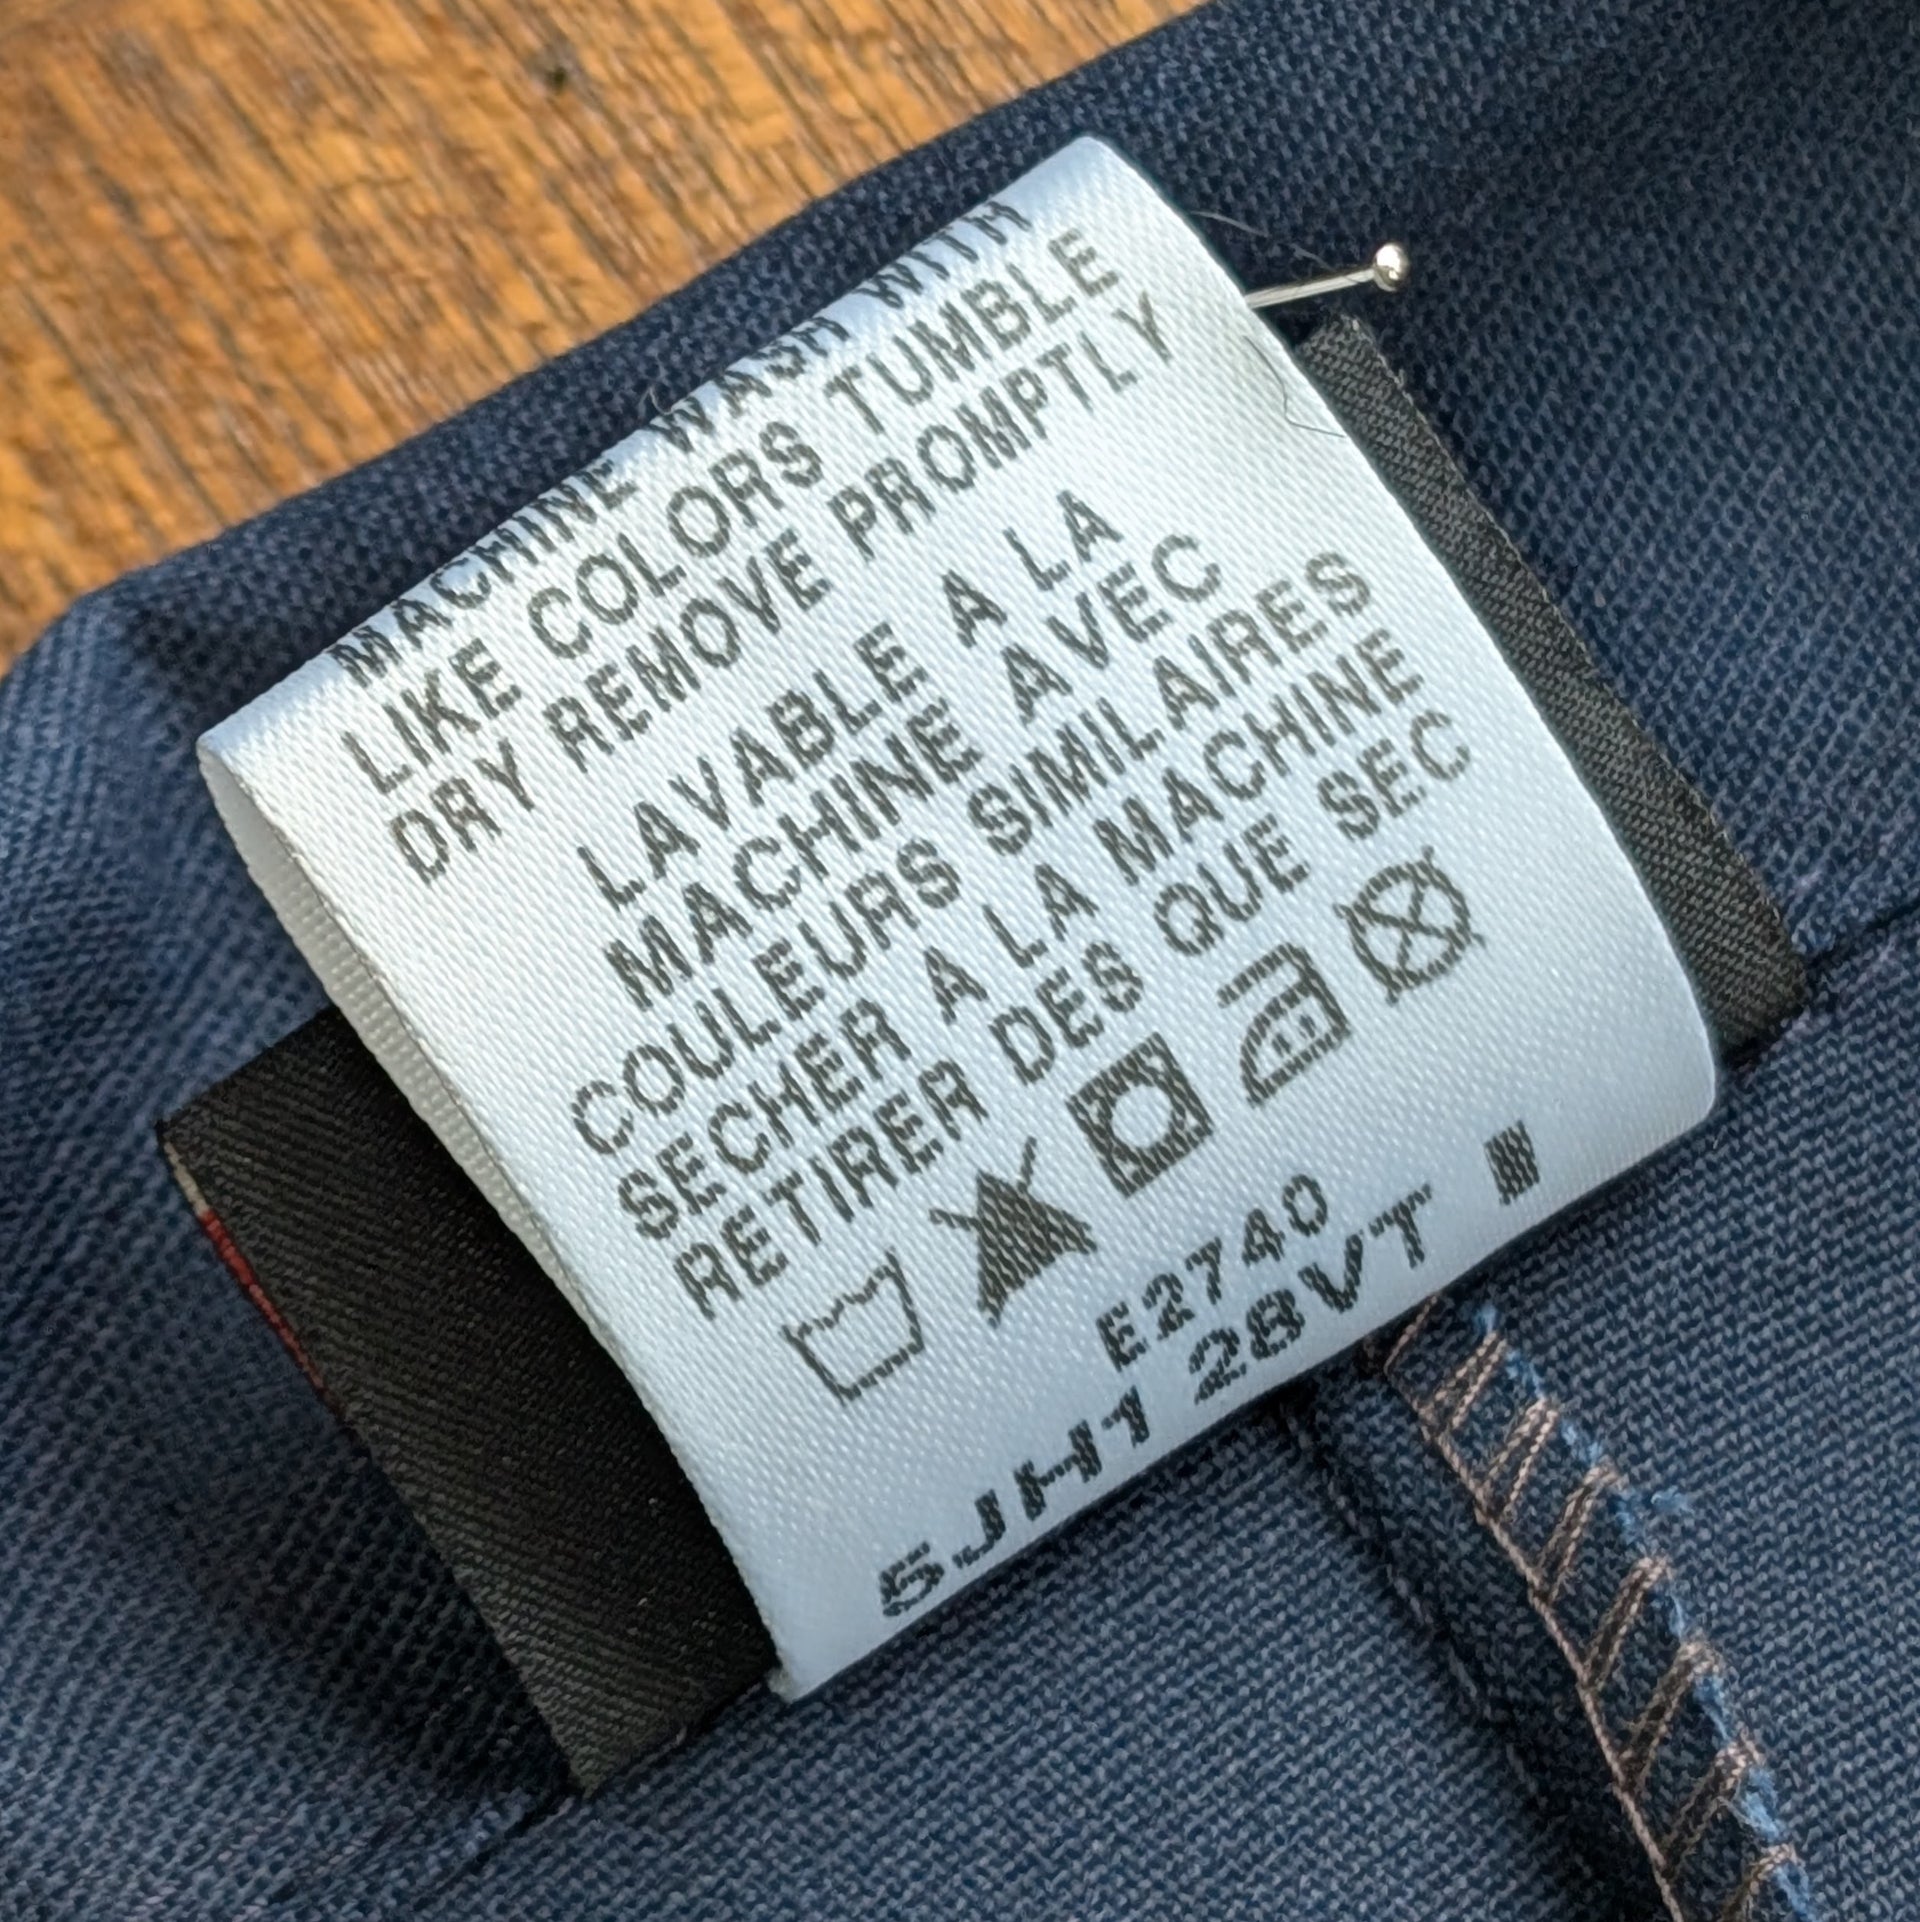 MACHINE WASH WITH
LIKE COLORS TUMBLE
DRY REMOVE PROMPTLY
LAVABLE A LA
MACHINE AVEC
COULEURS SIMILAIRES
SECHER A LA MACHINE
RETIRER DES QUE SEC
E2740
5JH1 28VT